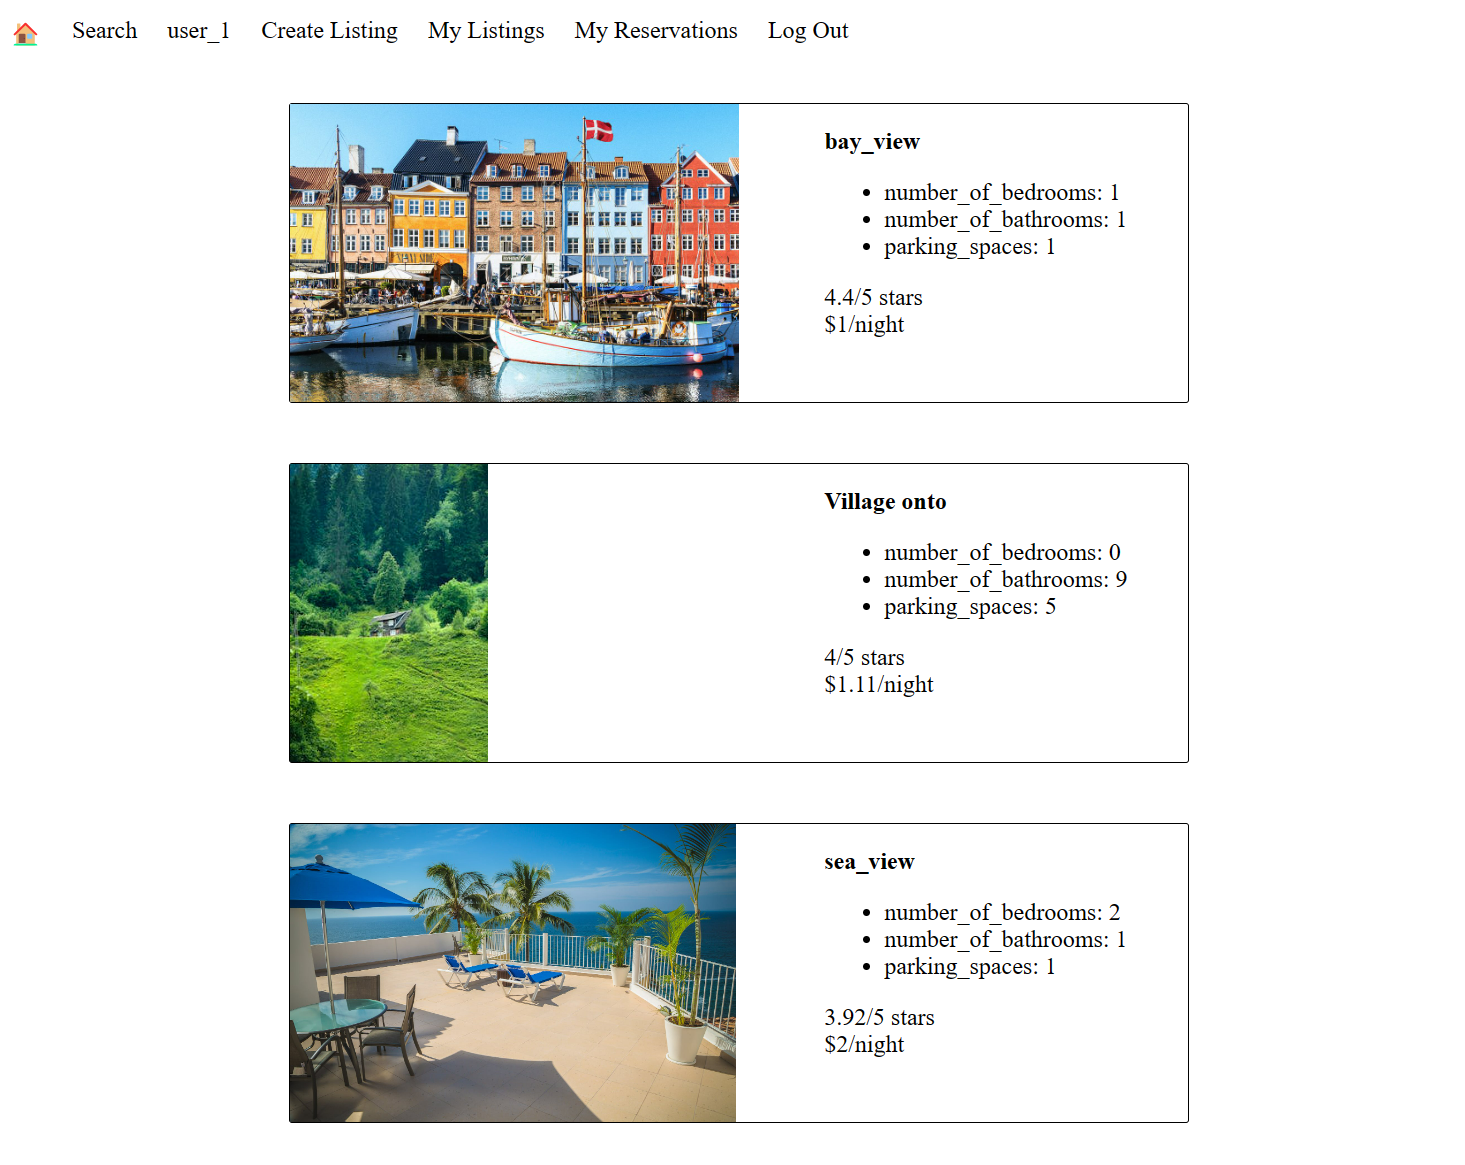 Search user_1 Create Listing My Listings My Reservations Log Out
bay_view
number_of_bedrooms: 1
number_of_bathrooms: 1
parking_spaces: 1
4.4/5 stars
$1/night
Village onto
number_of_bedrooms: 0
number_of_bathrooms: 9
parking_spaces: 5
4/5 stars
$1.11/night
sea_view
number_of_bedrooms: 2
number_of_bathrooms: 1
parking_spaces: 1
3.92/5 stars
$2/night